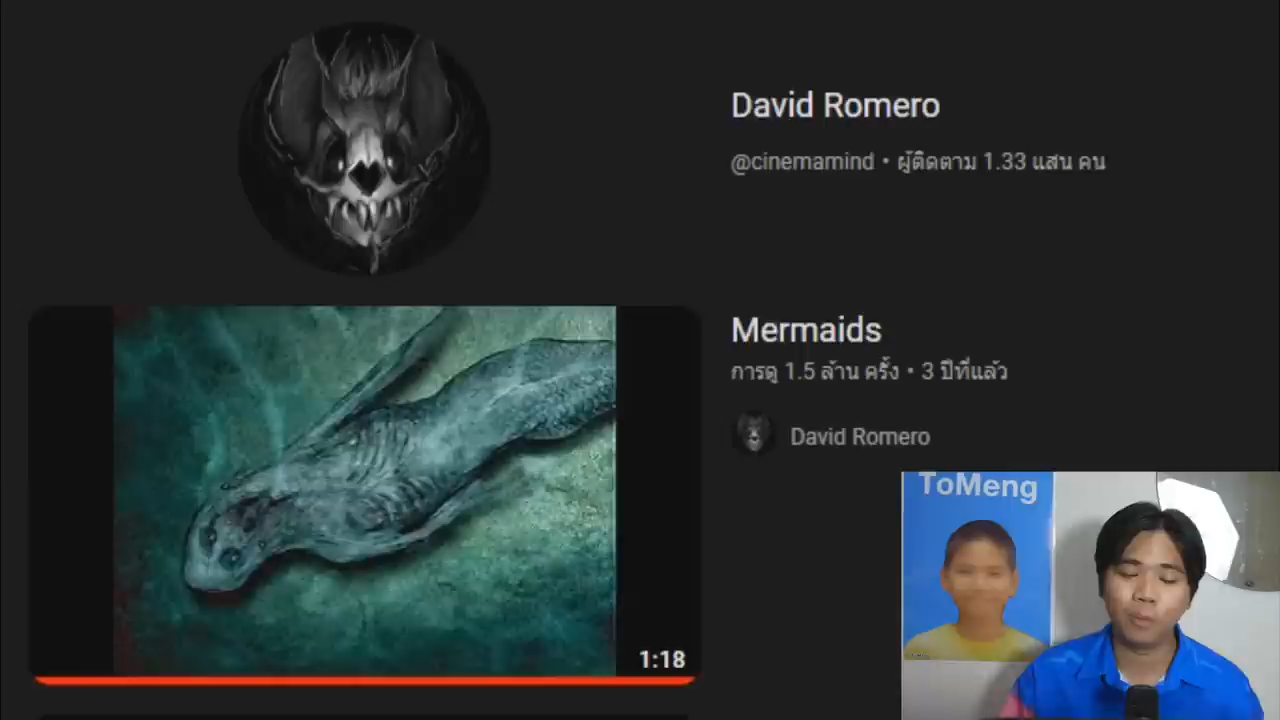 David Romero
@cinemamind • ผู้ติดตาม 1.33 แสน คน
Mermaids
การดู 1.5 ล้าน ครั้ง • 3 ปีที่แล้ว
David Romero
1:18
ToMeng